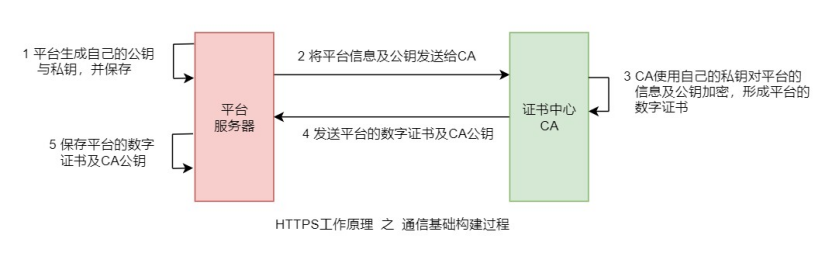 1 平台生成自己的公钥
与私钥，并保存
2 将平台信息及公钥发送给CA
3 CA使用自己的私钥对平台的
信息及公钥加密，形成平台的
数字证书
平台
服务器
证书中心
CA
4 发送平台的数字证书及CA公钥
5 保存平台的数字
证书及CA公钥
HTTPS工作原理 之 通信基础构建过程